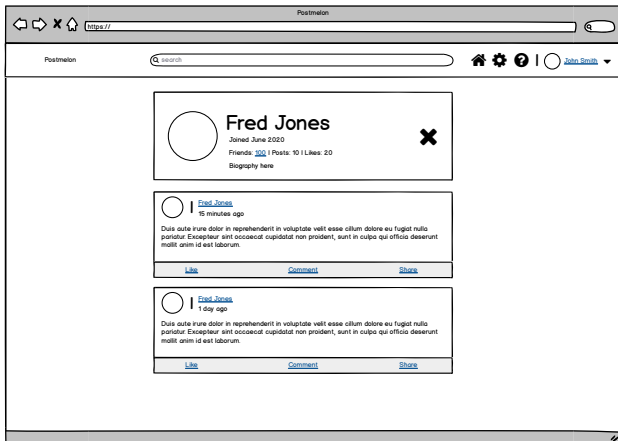 Postmelon
https://
Postmelon
search
John Smith
Fred Jones
Joined June 2020
Friends: 100 | Posts: 10 | Likes: 20
Biography here
Fred Jones
15 minutes ago
Duis aute irure dolor in reprehenderit in voluptate velit esse cillum dolore eu fugiat nulla
pariatur. Excepteur sint occaecat cupidatat non proident, sunt in culpa qui officia deserunt
mollit anim id est laborum.
Like Comment Share
Fred Jones
1 day ago
Duis aute irure dolor in reprehenderit in voluptate velit esse cillum dolore eu fugiat nulla
pariatur. Excepteur sint occaecat cupidatat non proident, sunt in culpa qui officia deserunt
mollit anim id est laborum.
Like Comment Share